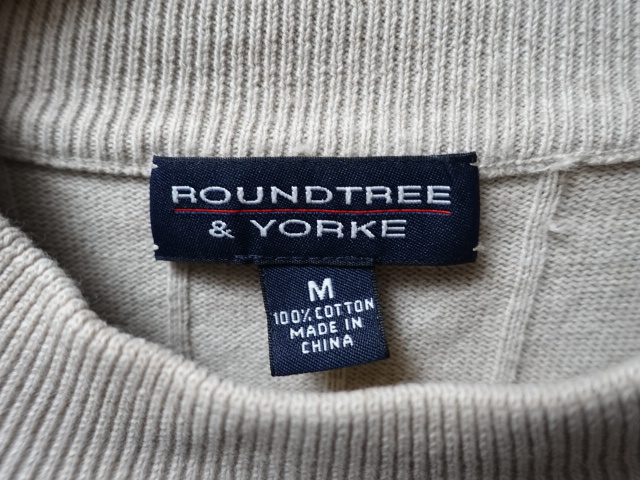 ROUNDTREE
& YORKE
M
100% COTTON
MADE IN
CHINA